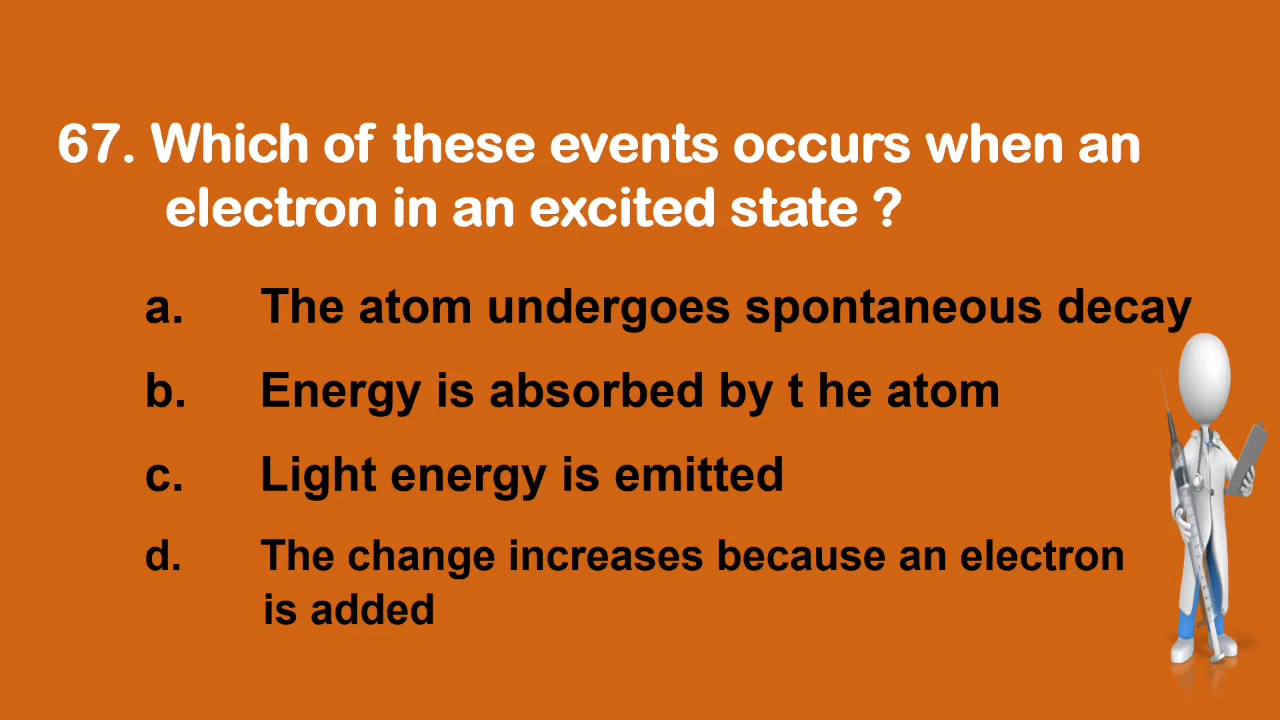 67. Which of these events occurs when an
electron in an excited state ?
a. The atom undergoes spontaneous decay
b. Energy is absorbed by t he atom
c. Light energy is emitted
d. The change increases because an electron
is added